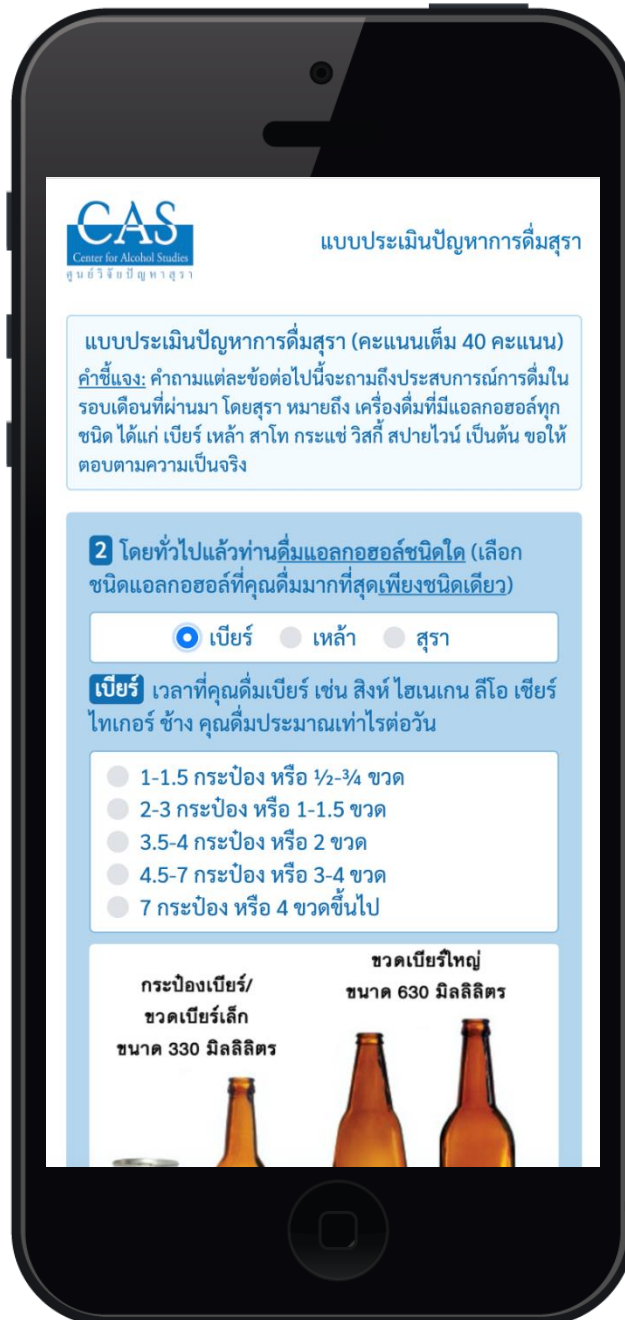 CAS
Center for Alcohol Studies
ศูนย์วิจัยปัญหาสุรา
แบบประเมินปัญหาการดื่มสุรา
แบบประเมินปัญหาการดื่มสุรา (คะแนนเต็ม 40 คะแนน)
คำชี้แจง: คำถามแต่ละข้อต่อไปนี้จะถามถึงประสบการณ์การดื่มใน
รอบเดือนที่ผ่านมา โดยสุรา หมายถึง เครื่องดื่มที่มีแอลกอฮอล์ทุก
ชนิด ได้แก่ เบียร์ เหล้า สาโท กระแช่ วิสกี้ สปายไวน์ เป็นต้น ขอให้
ตอบตามความเป็นจริง
2 โดยทั่วไปแล้วท่านดื่มแอลกอฮอล์ชนิดใด (เลือก
ชนิดแอลกอฮอล์ที่คุณดื่มมากที่สุดเพียงชนิดเดียว)
เบียร์ เหล้า สุรา
เบียร์ เวลาที่คุณดื่มเบียร์ เช่น สิงห์ ไฮเนเกน ลีโอ เชียร์
ไทเกอร์ ช้าง คุณดื่มประมาณเท่าไรต่อวัน
1-1.5 กระป๋อง หรือ ½-¾ ขวด
2-3 กระป๋อง หรือ 1-1.5 ขวด
3.5-4 กระป๋อง หรือ 2 ขวด
4.5-7 กระป๋อง หรือ 3-4 ขวด
7 กระป๋อง หรือ 4 ขวดขึ้นไป
กระป๋องเบียร์/
ขวดเบียร์เล็ก
ขนาด 330 มิลลิลิตร
ขวดเบียร์ใหญ่
ขนาด 630 มิลลิลิตร